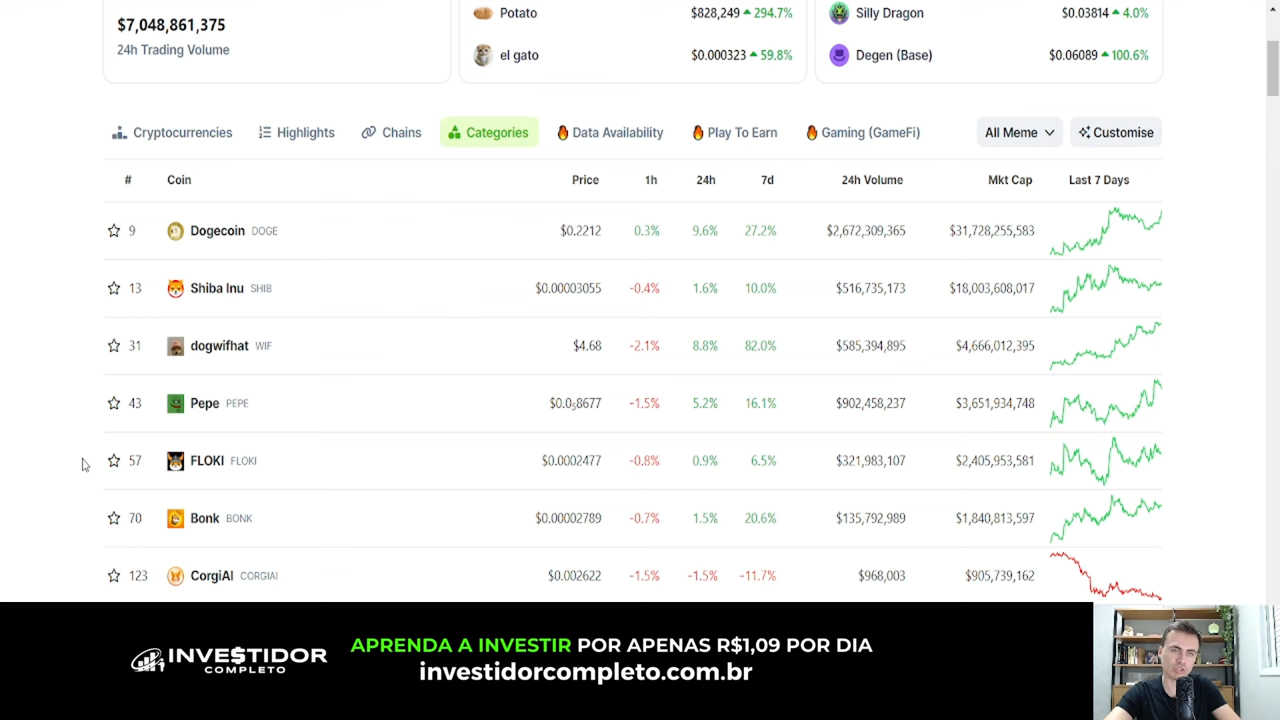 $7,048,861,375
24h Trading Volume
Potato $828,249 294.7%
el gato $0.000323 59.8%
Silly Dragon $0.03814 4.0%
Degen (Base) $0.06089 100.6%
Cryptocurrencies Highlights Chains Categories Data Availability Play To Earn Gaming (GameFi) All Meme Customise
# Coin Price 1h 24h 7d 24h Volume Mkt Cap Last 7 Days
9 Dogecoin DOGE $0.2212 0.3% 9.6% 27.2% $2,672,309,365 $31,728,255,583
13 Shiba Inu SHIB $0.00003055 -0.4% 1.6% 10.0% $516,735,173 $18,003,608,017
31 dogwifhat WIF $4.68 -2.1% 8.8% 82.0% $585,394,895 $4,666,012,395
43 Pepe PEPE $0.0₅8677 -1.5% 5.2% 16.1% $902,458,237 $3,651,934,748
57 FLOKI FLOKI $0.0002477 -0.8% 0.9% 6.5% $321,983,107 $2,405,953,581
70 Bonk BONK $0.00002789 -0.7% 1.5% 20.6% $135,792,989 $1,840,813,597
123 CorgiAI CORGIAI $0.002622 -1.5% -1.5% -11.7% $968,003 $905,739,162
INVE$TIDOR
COMPLETO
APRENDA A INVESTIR POR APENAS R$1,09 POR DIA
investidorcompleto.com.br